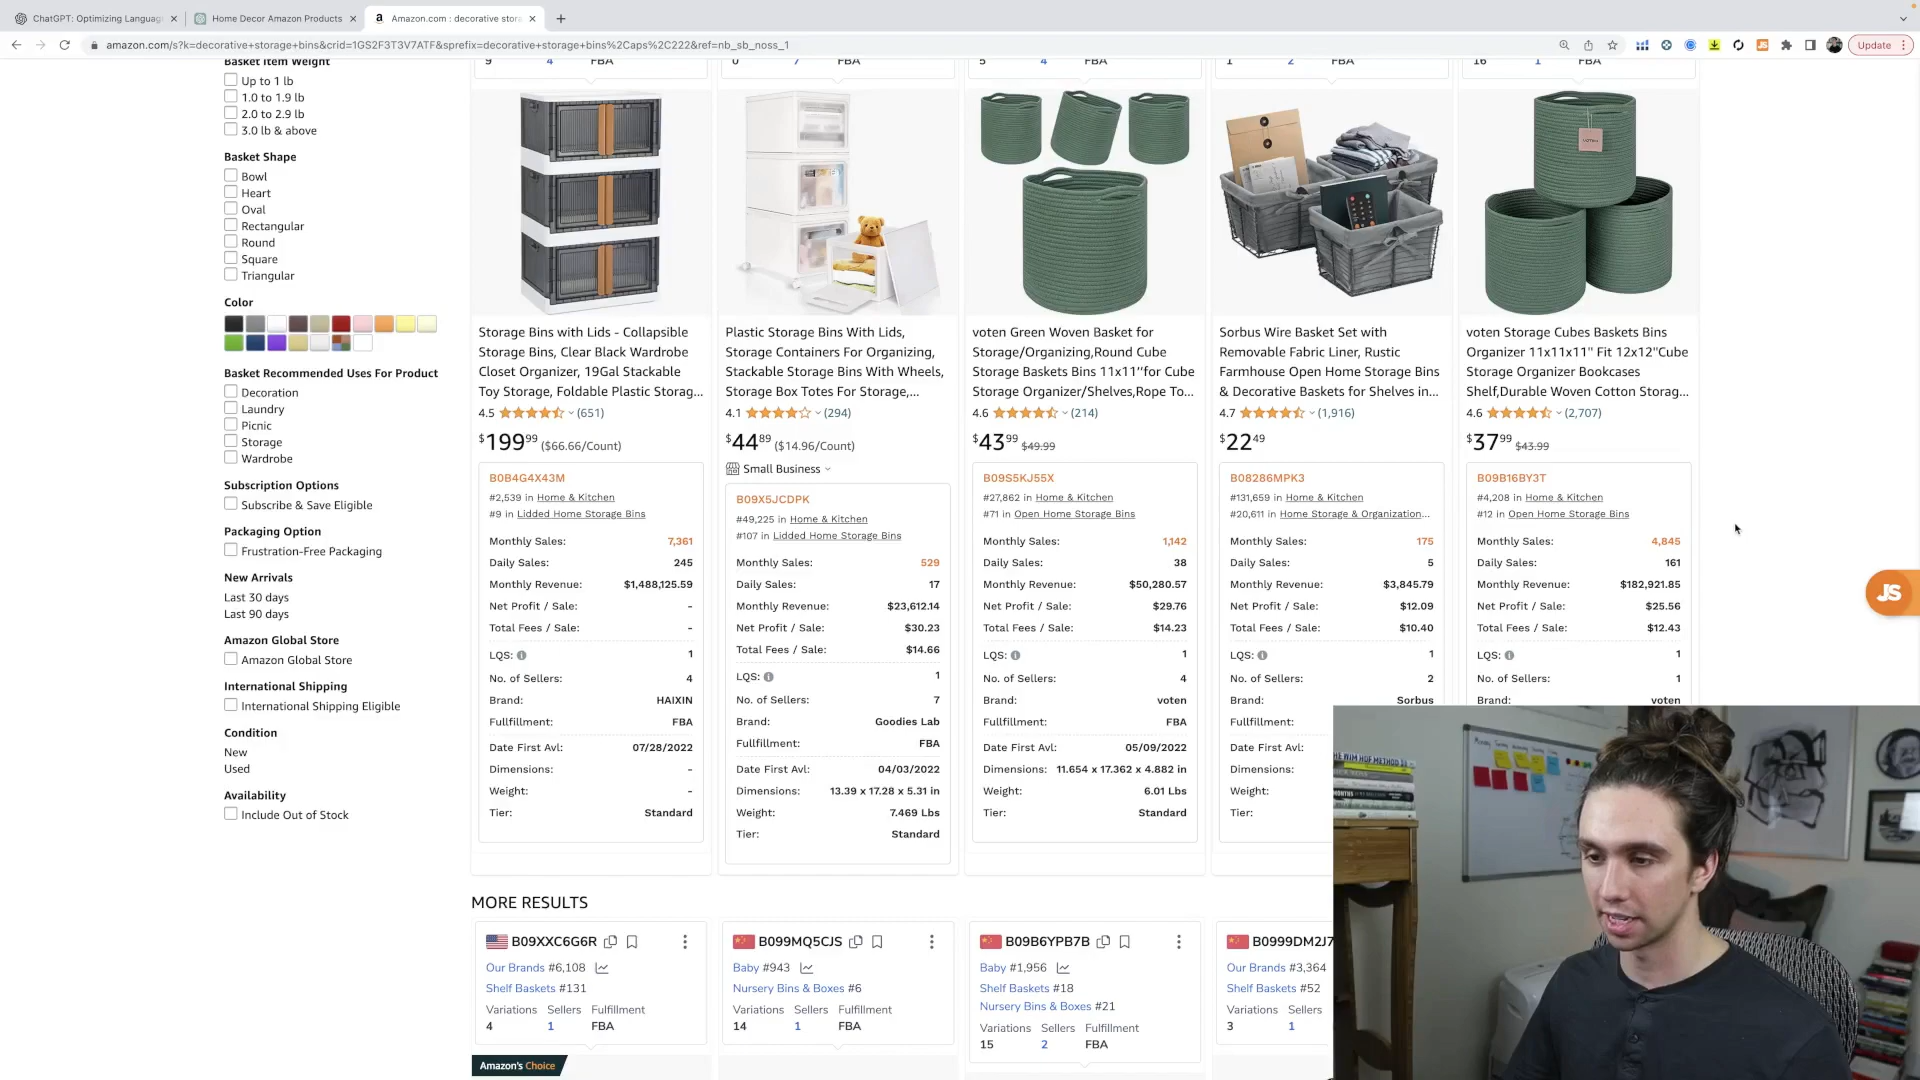 ChatGPT: Optimizing Languag
Home Decor Amazon Products
Amazon.com : decorative stora
amazon.com/s?k=decorative+storage+bins&crid=1GS2F3T3V7ATF&sprefix=decorative+storage+bins%2Caps%2C222&ref=nb_sb_noss_1
Update
Basket Item Weight
Up to 1 lb
1.0 to 1.9 lb
2.0 to 2.9 lb
3.0 lb & above
Basket Shape
Bowl
Heart
Oval
Rectangular
Round
Square
Triangular
Color
Basket Recommended Uses For Product
Decoration
Laundry
Picnic
Storage
Wardrobe
Subscription Options
Subscribe & Save Eligible
Packaging Option
Frustration-Free Packaging
New Arrivals
Last 30 days
Last 90 days
Amazon Global Store
Amazon Global Store
International Shipping
International Shipping Eligible
Condition
New
Used
Availability
Include Out of Stock
9 4 FBA
0 7 FBA
5 4 FBA
1 2 FBA
16 1 FBA
Storage Bins with Lids - Collapsible
Storage Bins, Clear Black Wardrobe
Closet Organizer, 19Gal Stackable
Toy Storage, Foldable Plastic Storag...
4.5 (651)
$199.99 ($66.66/Count)
B0B4G4X43M
#2,539 in Home & Kitchen
#9 in Lidded Home Storage Bins
Monthly Sales: 7,361
Daily Sales: 245
Monthly Revenue: $1,488,125.59
Net Profit / Sale: -
Total Fees / Sale: -
LQS: 1
No. of Sellers: 4
Brand: HAIXIN
Fullfillment: FBA
Date First Avl: 07/28/2022
Dimensions: -
Weight: -
Tier: Standard
Plastic Storage Bins With Lids,
Storage Containers For Organizing,
Stackable Storage Bins With Wheels,
Storage Box Totes For Storage,...
4.1 (294)
$44.89 ($14.96/Count)
Small Business
B09X5JCDPK
#49,225 in Home & Kitchen
#107 in Lidded Home Storage Bins
Monthly Sales: 529
Daily Sales: 17
Monthly Revenue: $23,612.14
Net Profit / Sale: $30.23
Total Fees / Sale: $14.66
LQS: 1
No. of Sellers: 7
Brand: Goodies Lab
Fullfillment: FBA
Date First Avl: 04/03/2022
Dimensions: 13.39 x 17.28 x 5.31 in
Weight: 7.469 Lbs
Tier: Standard
voten Green Woven Basket for
Storage/Organizing,Round Cube
Storage Baskets Bins 11x11’’for Cube
Storage Organizer/Shelves,Rope To...
4.6 (214)
$43.99 $49.99
B09S5KJ55X
#27,862 in Home & Kitchen
#71 in Open Home Storage Bins
Monthly Sales: 1,142
Daily Sales: 38
Monthly Revenue: $50,280.57
Net Profit / Sale: $29.76
Total Fees / Sale: $14.23
LQS: 1
No. of Sellers: 4
Brand: voten
Fullfillment: FBA
Date First Avl: 05/09/2022
Dimensions: 11.654 x 17.362 x 4.882 in
Weight: 6.01 Lbs
Tier: Standard
Sorbus Wire Basket Set with
Removable Fabric Liner, Rustic
Farmhouse Open Home Storage Bins
& Decorative Baskets for Shelves in...
4.7 (1,916)
$22.49
B08286MPK3
#131,659 in Home & Kitchen
#20,611 in Home Storage & Organization...
Monthly Sales: 175
Daily Sales: 5
Monthly Revenue: $3,845.79
Net Profit / Sale: $12.09
Total Fees / Sale: $10.40
LQS: 1
No. of Sellers: 2
Brand: Sorbus
Fullfillment:
Date First Avl:
Dimensions:
Weight:
Tier:
voten Storage Cubes Baskets Bins
Organizer 11x11x11" Fit 12x12"Cube
Storage Organizer Bookcases
Shelf,Durable Woven Cotton Storag...
4.6 (2,707)
$37.99 $43.99
B09B16BY3T
#4,208 in Home & Kitchen
#12 in Open Home Storage Bins
Monthly Sales: 4,845
Daily Sales: 161
Monthly Revenue: $182,921.85
Net Profit / Sale: $25.56
Total Fees / Sale: $12.43
LQS: 1
No. of Sellers: 1
Brand: voten
JS
THE WIM HOF METHOD
MORE RESULTS
B09XXC6G6R
Our Brands #6,108
Shelf Baskets #131
Variations Sellers Fulfillment
4 1 FBA
Amazon's Choice
B099MQ5CJS
Baby #943
Nursery Bins & Boxes #6
Variations Sellers Fulfillment
14 1 FBA
B09B6YPB7B
Baby #1,956
Shelf Baskets #18
Nursery Bins & Boxes #21
Variations Sellers Fulfillment
15 2 FBA
B0999DM2J7
Our Brands #3,364
Shelf Baskets #52
Variations Sellers
3 1